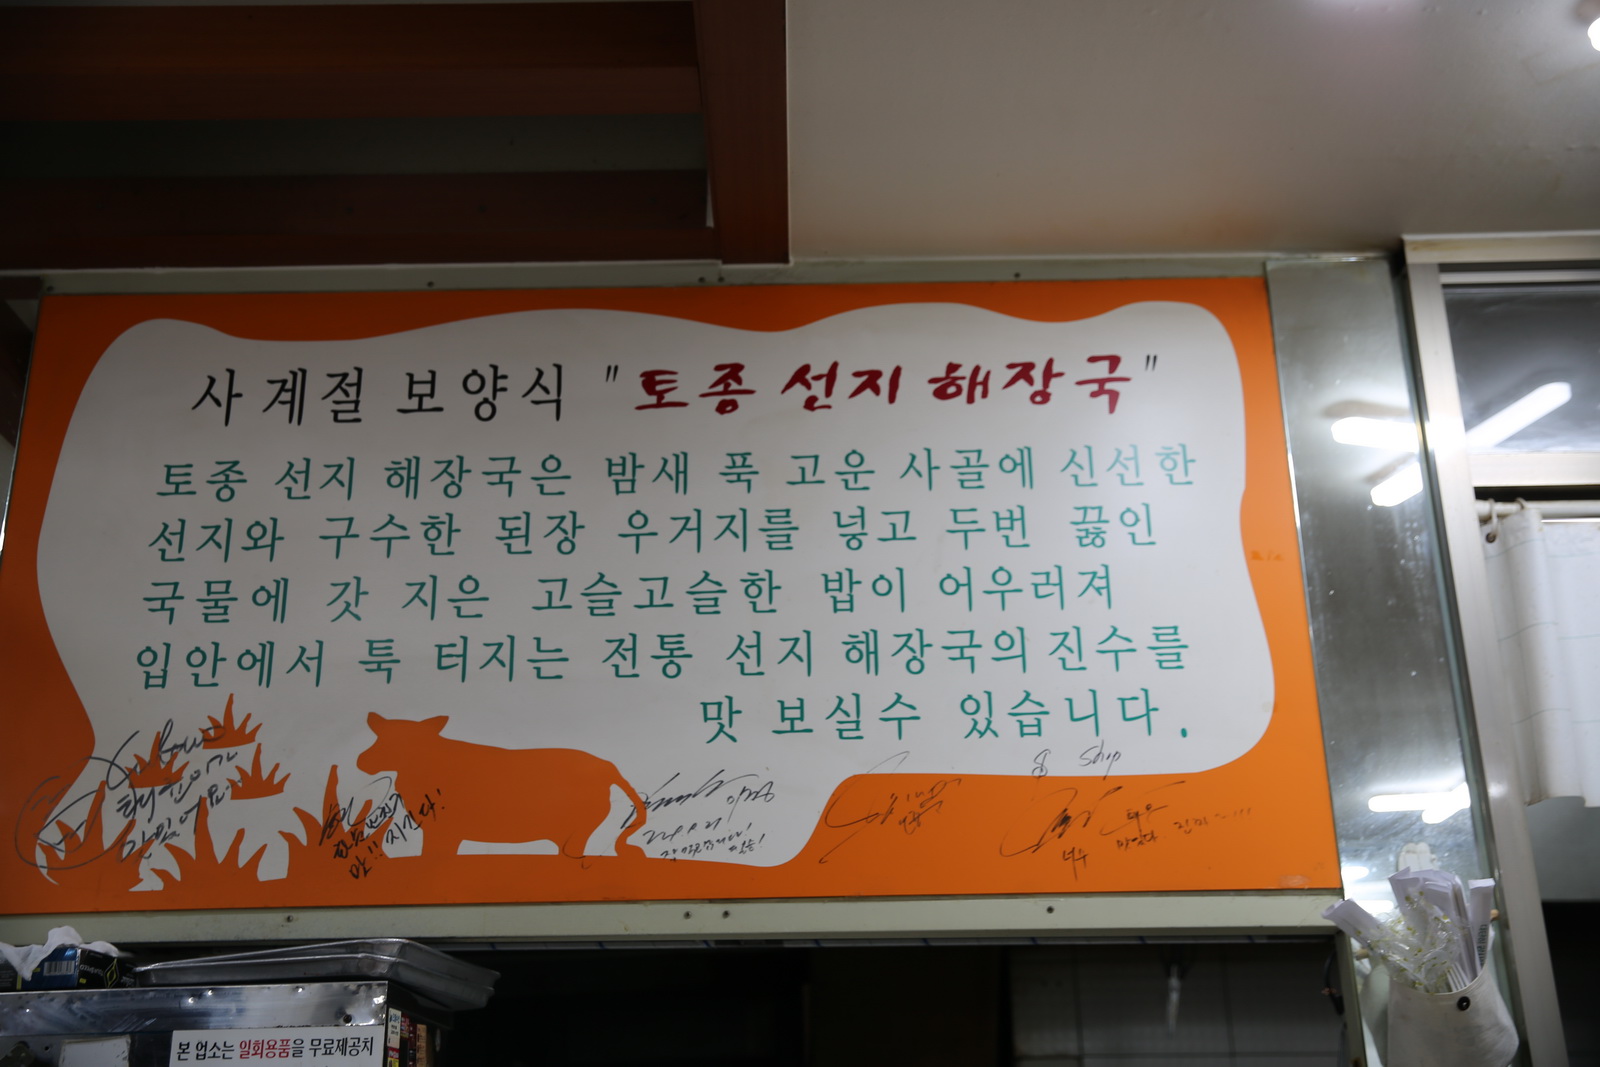 사계절 보양식 "토종 선지 해장국"
토종 선지 해장국은 밤새 푹 고운 사골에 신선한
선지와 구수한 된장 우거지를 넣고 두번 끓인
국물에 갓 지은 고슬고슬한 밥이 어우러져
입안에서 툭 터지는 전통 선지 해장국의 진수를
맛 보실수 있습니다.
본 업소는 일회용품을 무료제공치